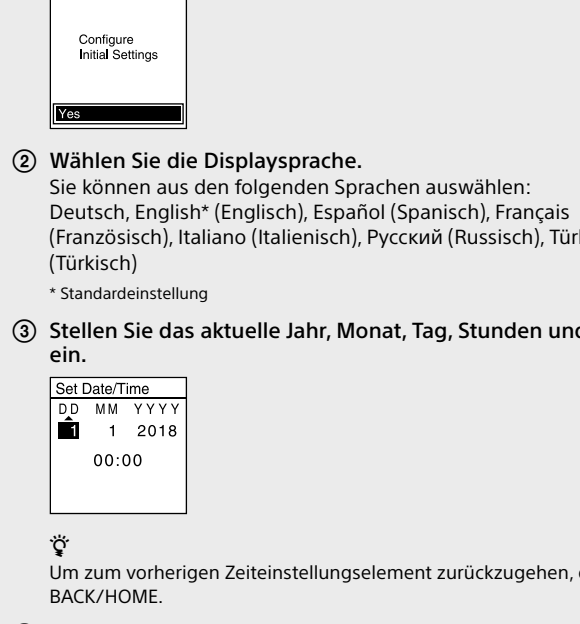 Configure
Initial Settings
Yes
② Wählen Sie die Displaysprache.
Sie können aus den folgenden Sprachen auswählen:
Deutsch, English* (Englisch), Español (Spanisch), Français
(Französisch), Italiano (Italienisch), Русский (Russisch),
(Türkisch)
* Standardeinstellung
③ Stellen Sie das aktuelle Jahr, Monat, Tag, Stunden und
ein.
Set Date/Time
DD MM YYYY
1 1 2018
00:00
Um zum vorherigen Zeiteinstellungselement zurückzugehen,
BACK/HOME.